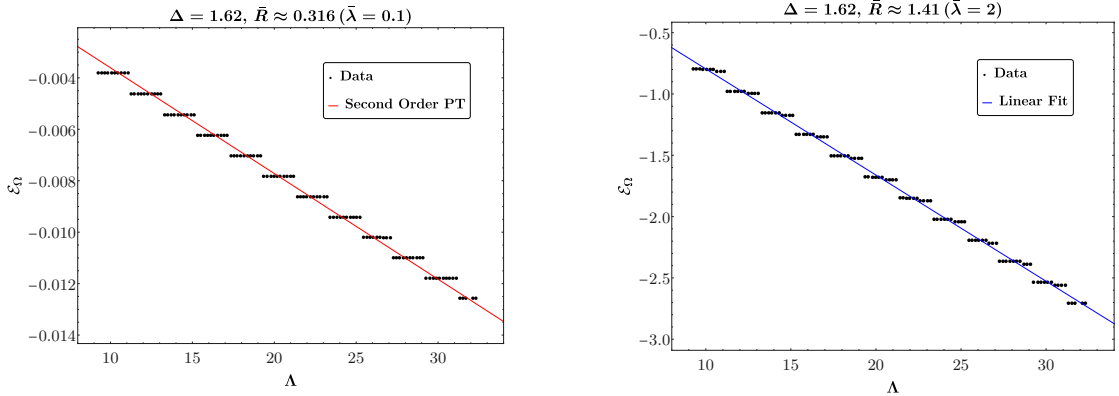 Δ = 1.62, R̄ ≈ 0.316 (λ̄ = 0.1)
-0.004
-0.006
-0.008
-0.010
-0.012
-0.014
ℰ_Ω
Data
Second Order PT
10 15 20 25 30
Λ
Δ = 1.62, R̄ ≈ 1.41 (λ̄ = 2)
-0.5
-1.0
-1.5
-2.0
-2.5
-3.0
ℰ_Ω
Data
Linear Fit
10 15 20 25 30
Λ